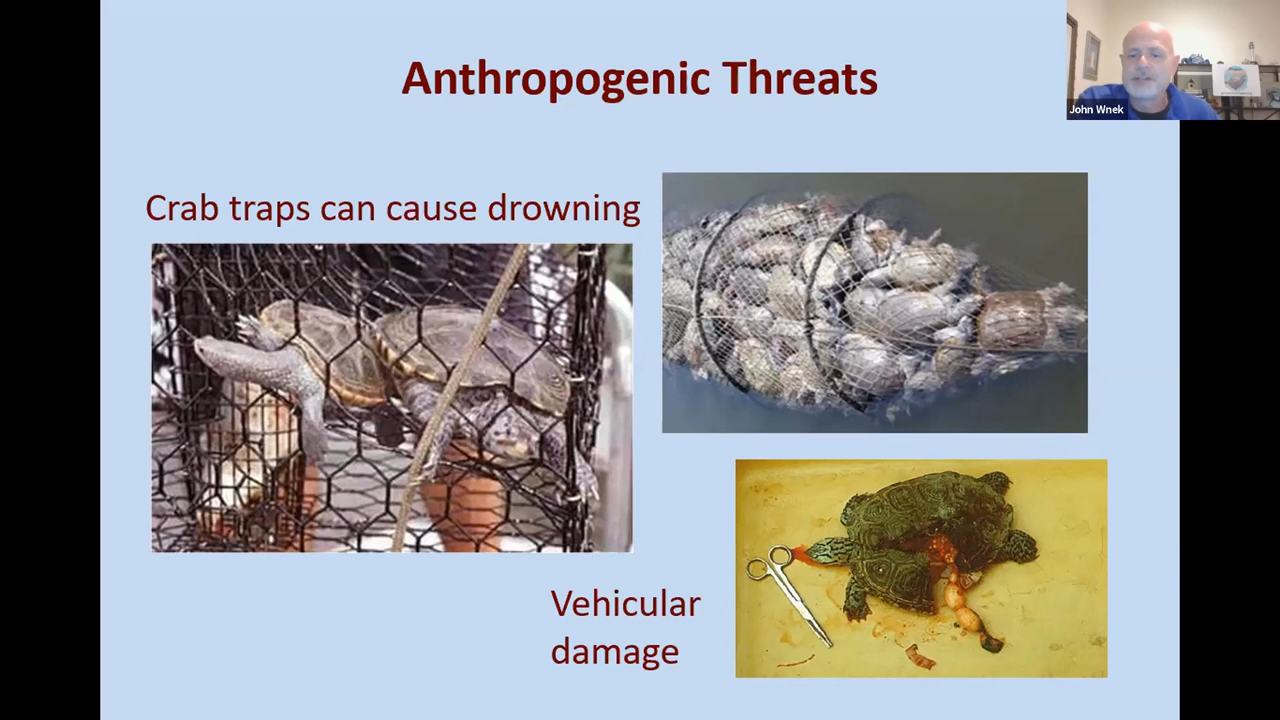 Anthropogenic Threats
John Wnek
Crab traps can cause drowning
Vehicular
damage